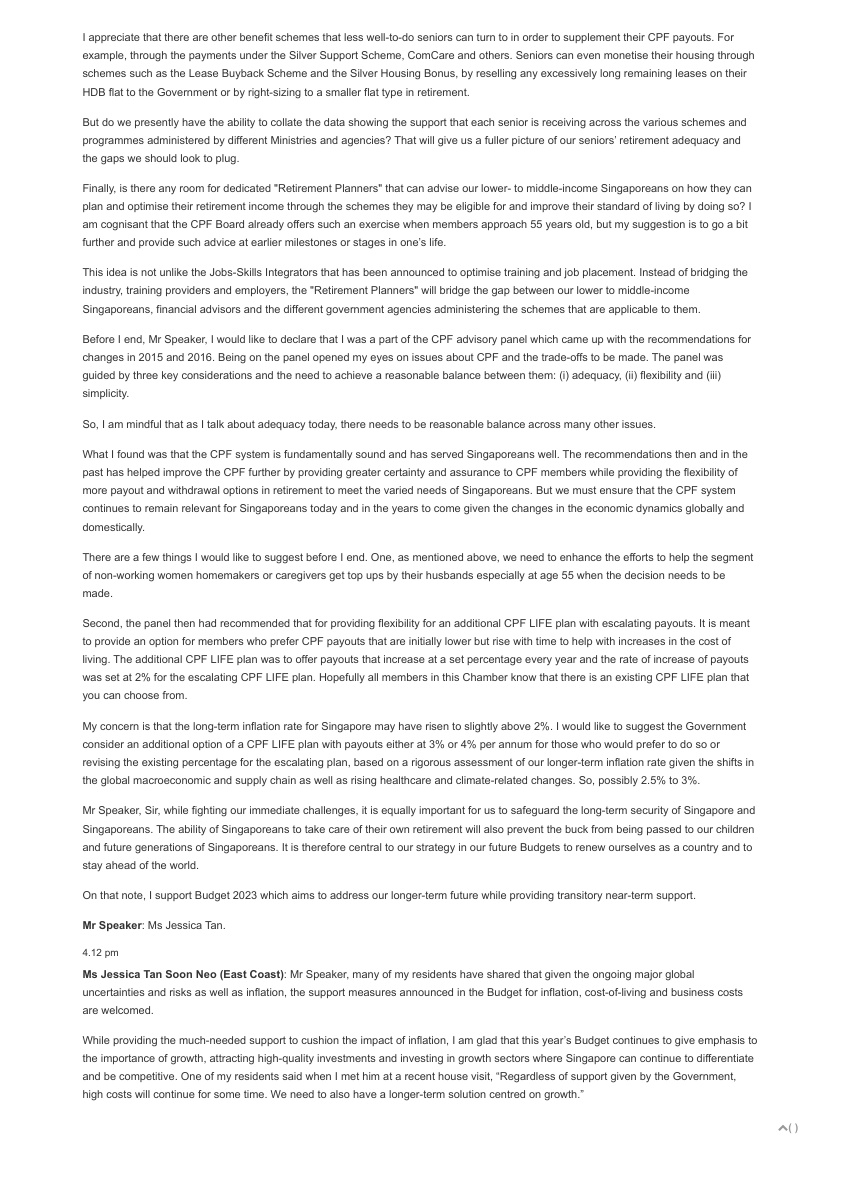 I appreciate that there are other benefit schemes that less well-to-do seniors can turn to in order to supplement their CPF payouts. For
example, through the payments under the Silver Support Scheme, ComCare and others. Seniors can even monetise their housing through
schemes such as the Lease Buyback Scheme and the Silver Housing Bonus, by reselling any excessively long remaining leases on their
HDB flat to the Government or by right-sizing to a smaller flat type in retirement.
But do we presently have the ability to collate the data showing the support that each senior is receiving across the various schemes and
programmes administered by different Ministries and agencies? That will give us a fuller picture of our seniors' retirement adequacy and
the gaps we should look to plug.
Finally, is there any room for dedicated "Retirement Planners" that can advise our lower- to middle-income Singaporeans on how they can
plan and optimise their retirement income through the schemes they may be eligible for and improve their standard of living by doing so? I
am cognisant that the CPF Board already offers such an exercise when members approach 55 years old, but my suggestion is to go a bit
further and provide such advice at earlier milestones or stages in one's life.
This idea is not unlike the Jobs-Skills Integrators that has been announced to optimise training and job placement. Instead of bridging the
industry, training providers and employers, the "Retirement Planners" will bridge the gap between our lower to middle-income
Singaporeans, financial advisors and the different government agencies administering the schemes that are applicable to them.
Before I end, Mr Speaker, I would like to declare that I was a part of the CPF advisory panel which came up with the recommendations for
changes in 2015 and 2016. Being on the panel opened my eyes on issues about CPF and the trade-offs to be made. The panel was
guided by three key considerations and the need to achieve a reasonable balance between them: (i) adequacy, (ii) flexibility and (iii)
simplicity.
So, I am mindful that as I talk about adequacy today, there needs to be reasonable balance across many other issues.
What I found was that the CPF system is fundamentally sound and has served Singaporeans well. The recommendations then and in the
past has helped improve the CPF further by providing greater certainty and assurance to CPF members while providing the flexibility of
more payout and withdrawal options in retirement to meet the varied needs of Singaporeans. But we must ensure that the CPF system
continues to remain relevant for Singaporeans today and in the years to come given the changes in the economic dynamics globally and
domestically.
There are a few things I would like to suggest before I end. One, as mentioned above, we need to enhance the efforts to help the segment
of non-working women homemakers or caregivers get top ups by their husbands especially at age 55 when the decision needs to be
made.
Second, the panel then had recommended that for providing flexibility for an additional CPF LIFE plan with escalating payouts. It is meant
to provide an option for members who prefer CPF payouts that are initially lower but rise with time to help with increases in the cost of
living. The additional CPF LIFE plan was to offer payouts that increase at a set percentage every year and the rate of increase of payouts
was set at 2% for the escalating CPF LIFE plan. Hopefully all members in this Chamber know that there is an existing CPF LIFE plan that
you can choose from.
My concern is that the long-term inflation rate for Singapore may have risen to slightly above 2%. I would like to suggest the Government
consider an additional option of a CPF LIFE plan with payouts either at 3% or 4% per annum for those who would prefer to do so or
revising the existing percentage for the escalating plan, based on a rigorous assessment of our longer-term inflation rate given the shifts in
the global macroeconomic and supply chain as well as rising healthcare and climate-related changes. So, possibly 2.5% to 3%.
Mr Speaker, Sir, while fighting our immediate challenges, it is equally important for us to safeguard the long-term security of Singapore and
Singaporeans. The ability of Singaporeans to take care of their own retirement will also prevent the buck from being passed to our children
and future generations of Singaporeans. It is therefore central to our strategy in our future Budgets to renew ourselves as a country and to
stay ahead of the world.
On that note, I support Budget 2023 which aims to address our longer-term future while providing transitory near-term support.
Mr Speaker: Ms Jessica Tan.
4.12 pm
Ms Jessica Tan Soon Neo (East Coast): Mr Speaker, many of my residents have shared that given the ongoing major global
uncertainties and risks as well as inflation, the support measures announced in the Budget for inflation, cost-of-living and business costs
are welcomed.
While providing the much-needed support to cushion the impact of inflation, I am glad that this year's Budget continues to give emphasis to
the importance of growth, attracting high-quality investments and investing in growth sectors where Singapore can continue to differentiate
and be competitive. One of my residents said when I met him at a recent house visit, “Regardless of support given by the Government,
high costs will continue for some time. We need to also have a longer-term solution centred on growth.”
( )